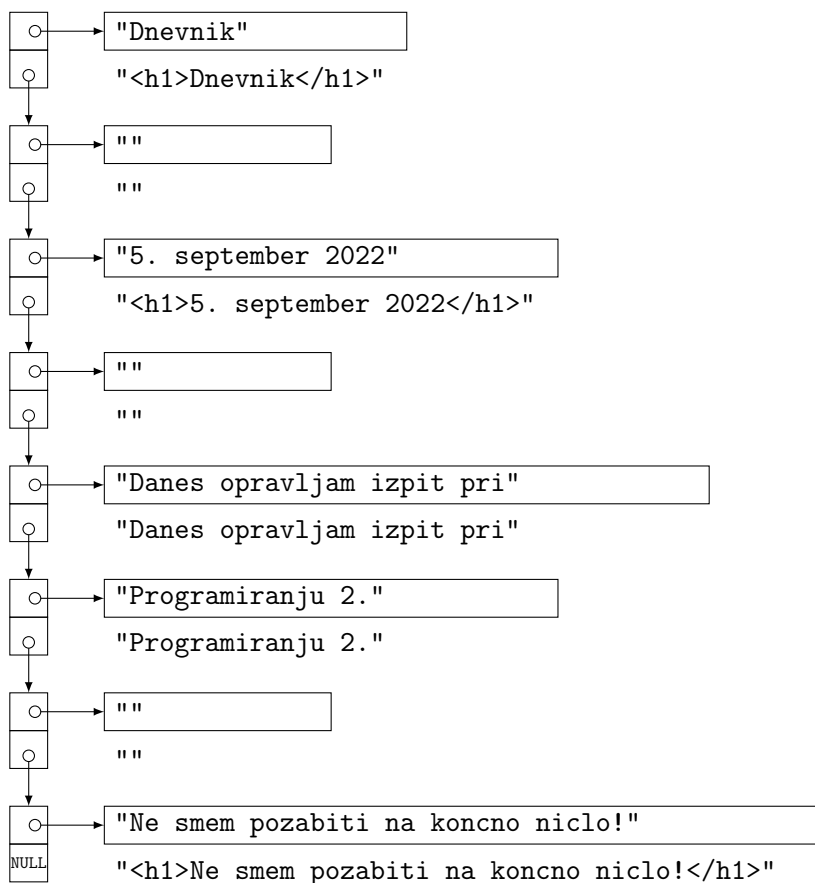 "Dnevnik"
"<h1>Dnevnik</h1>"
""
""
"5. september 2022"
"<h1>5. september 2022</h1>"
""
""
"Danes opravljam izpit pri"
"Danes opravljam izpit pri"
"Programiranju 2."
"Programiranju 2."
""
""
"Ne smem pozabiti na koncno niclo!"
NULL "<h1>Ne smem pozabiti na koncno niclo!</h1>"